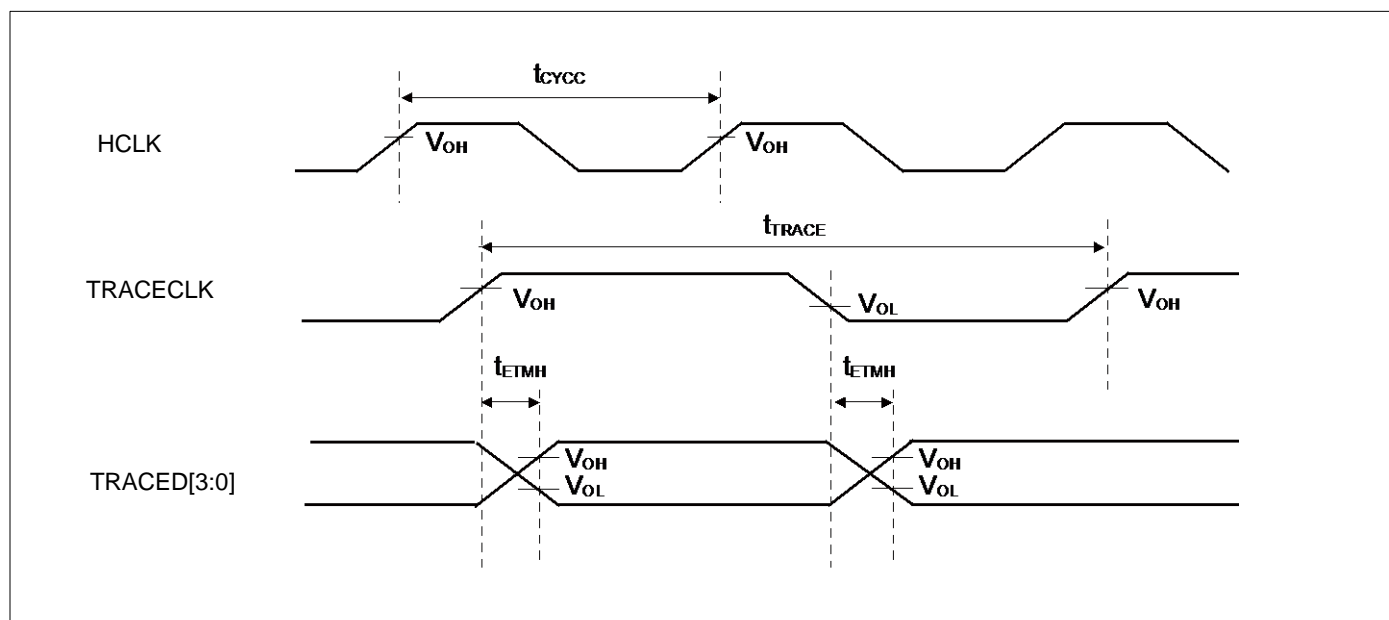 tCYCC
HCLK
VOH
VOH
tTRACE
TRACECLK
VOH
VOL
VOH
tETMH
tETMH
TRACED[3:0]
VOH
VOH
VOL
VOL